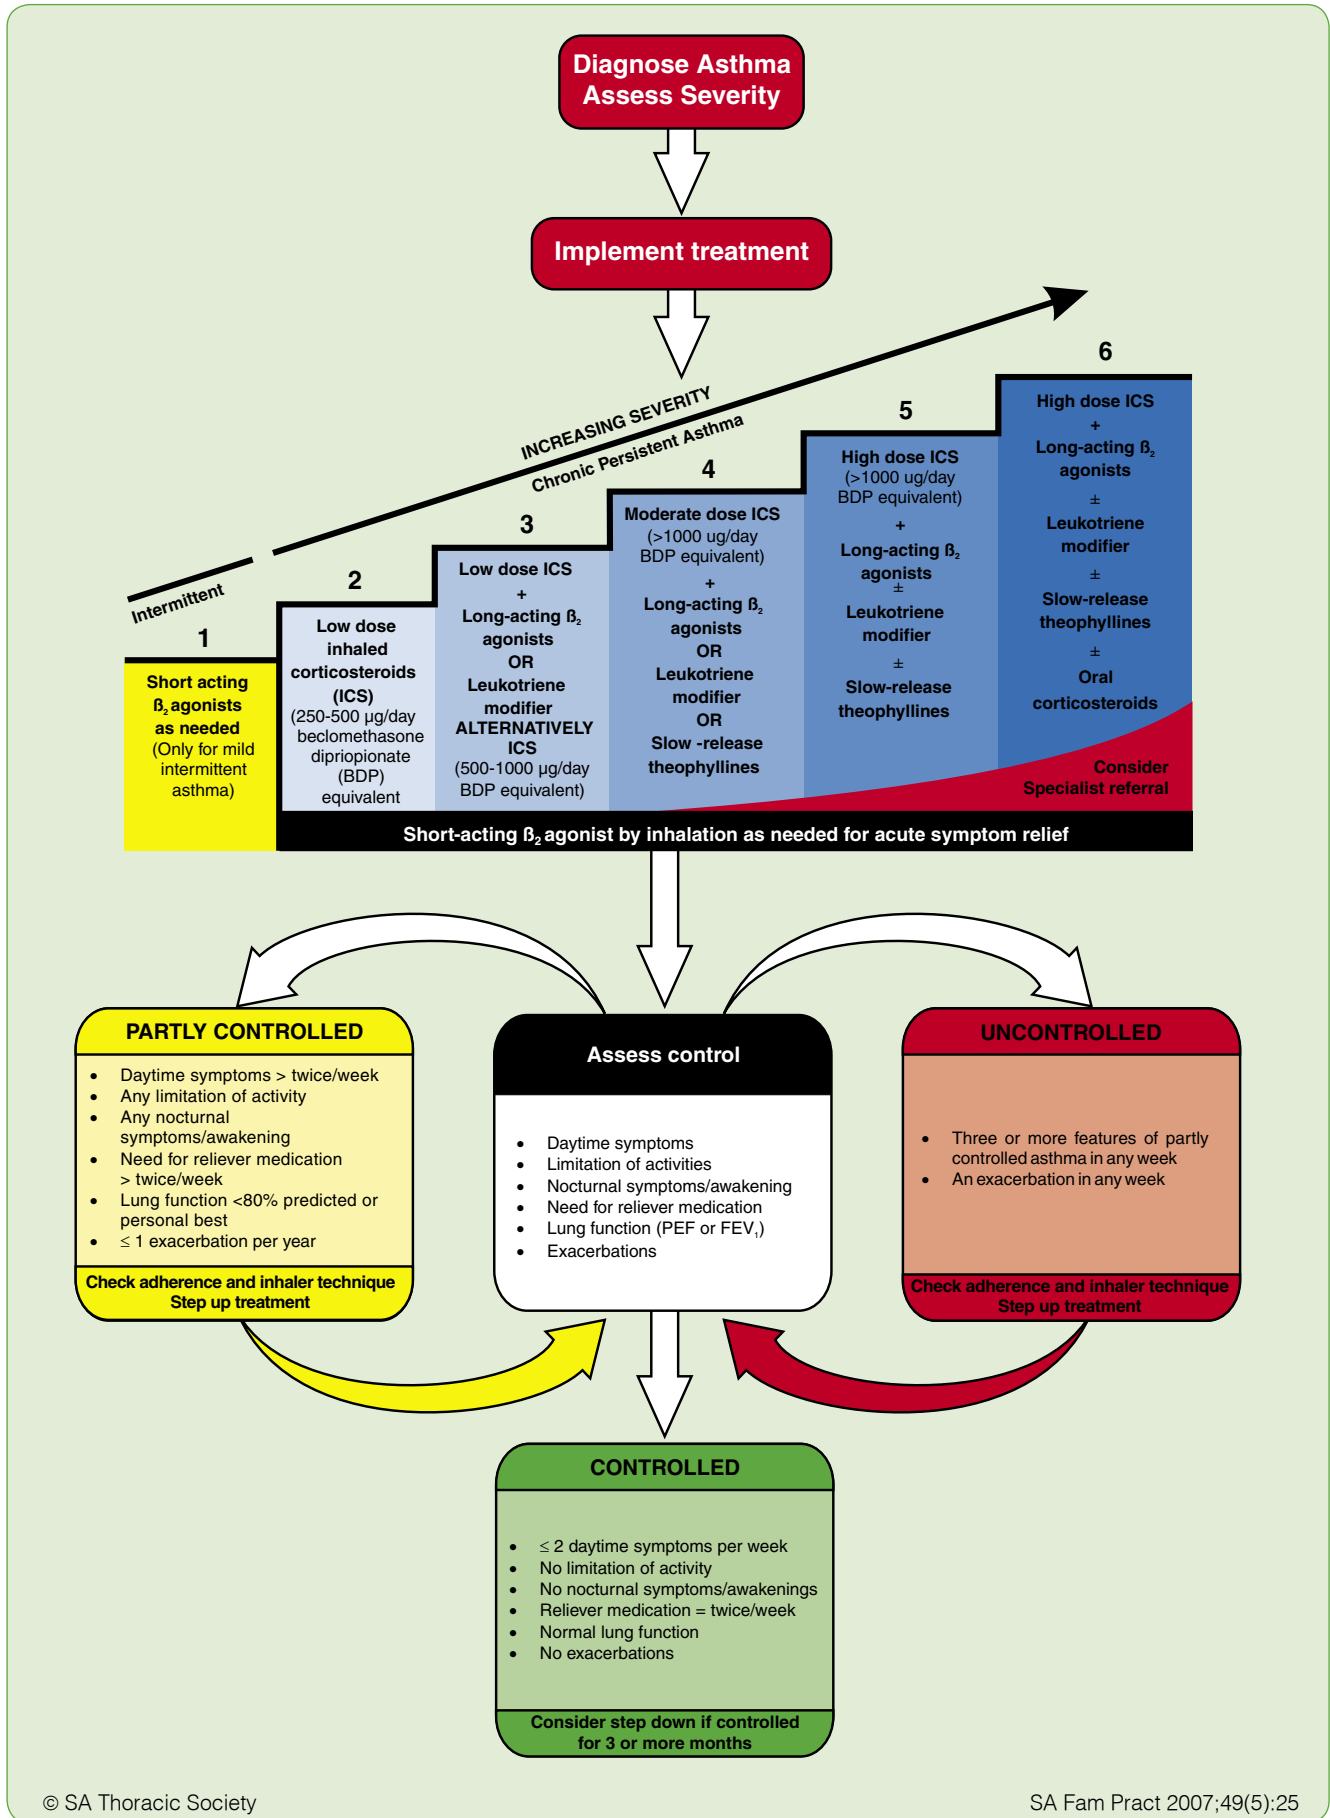 Diagnose Asthma
Assess Severity
Implement treatment
INCREASING SEVERITY
Chronic Persistent Asthma
Intermittent
1
Short acting
ß₂ agonists
as needed
(Only for mild
intermittent
asthma)
2
Low dose
inhaled
corticosteroids
(ICS)
(250-500 µg/day
beclomethasone
dipriopionate
(BDP)
equivalent
3
Low dose ICS
+
Long-acting ß₂
agonists
OR
Leukotriene
modifier
ALTERNATIVELY
ICS
(500-1000 µg/day
BDP equivalent)
4
Moderate dose ICS
(>1000 ug/day
BDP equivalent)
+
Long-acting ß₂
agonists
OR
Leukotriene
modifier
OR
Slow -release
theophyllines
5
High dose ICS
(>1000 ug/day
BDP equivalent)
+
Long-acting ß₂
agonists
±
Leukotriene
modifier
±
Slow-release
theophyllines
6
High dose ICS
+
Long-acting ß₂
agonists
±
Leukotriene
modifier
±
Slow-release
theophyllines
±
Oral
corticosteroids
Consider
Specialist referral
Short-acting ß₂ agonist by inhalation as needed for acute symptom relief
PARTLY CONTROLLED
• Daytime symptoms > twice/week
• Any limitation of activity
• Any nocturnal
symptoms/awakening
• Need for reliever medication
> twice/week
• Lung function <80% predicted or
personal best
• ≤ 1 exacerbation per year
Check adherence and inhaler technique
Step up treatment
Assess control
• Daytime symptoms
• Limitation of activities
• Nocturnal symptoms/awakening
• Need for reliever medication
• Lung function (PEF or FEV₁)
• Exacerbations
UNCONTROLLED
• Three or more features of partly
controlled asthma in any week
• An exacerbation in any week
Check adherence and inhaler technique
Step up treatment
CONTROLLED
• ≤ 2 daytime symptoms per week
• No limitation of activity
• No nocturnal symptoms/awakenings
• Reliever medication = twice/week
• Normal lung function
• No exacerbations
Consider step down if controlled
for 3 or more months
© SA Thoracic Society
SA Fam Pract 2007;49(5):25